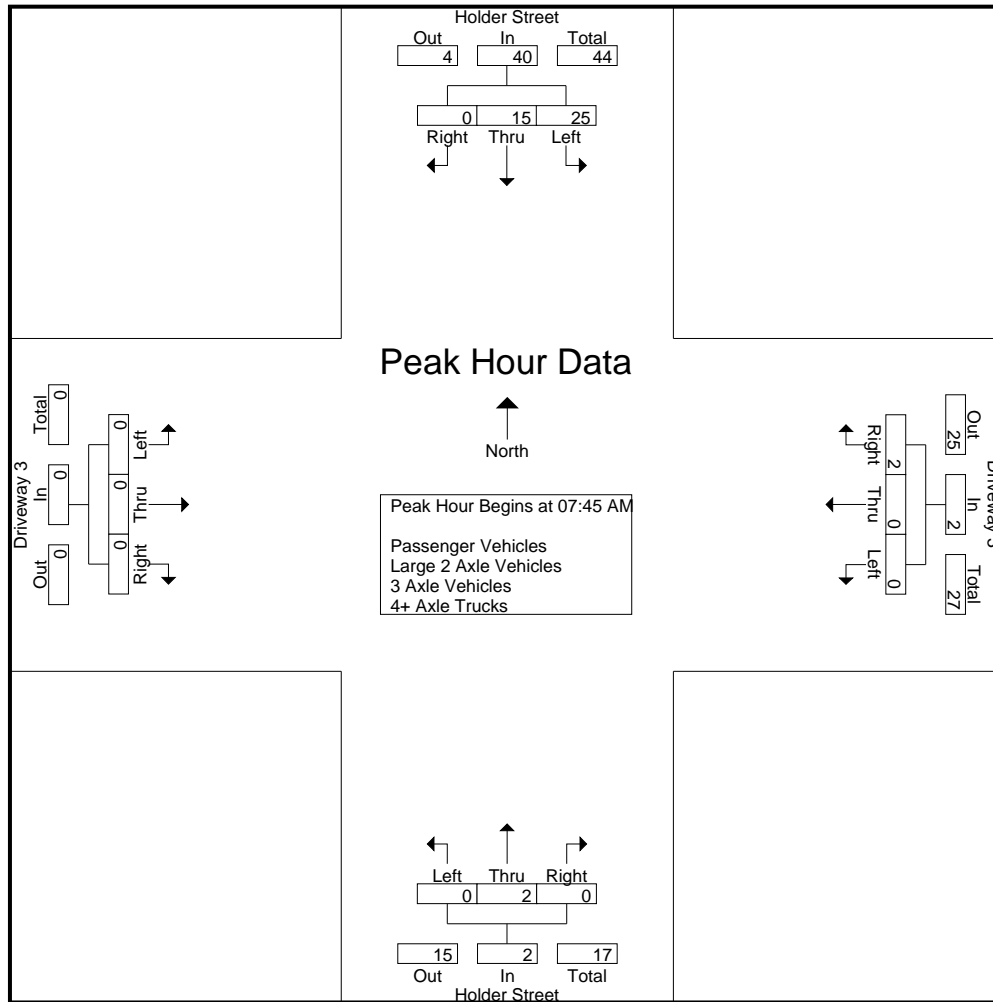 Holder Street
Out In Total
4 40 44
0 15 25
Right Thru Left
Peak Hour Data
North
Peak Hour Begins at 07:45 AM
Passenger Vehicles
Large 2 Axle Vehicles
3 Axle Vehicles
4+ Axle Trucks
Driveway 3
Out In Total
0 0 0
0 0 0
Right Thru Left
Right Thru Left
2 0 0
25 2 27
Out In Total
Driveway 3
Left Thru Right
0 2 0
15 2 17
Out In Total
Holder Street